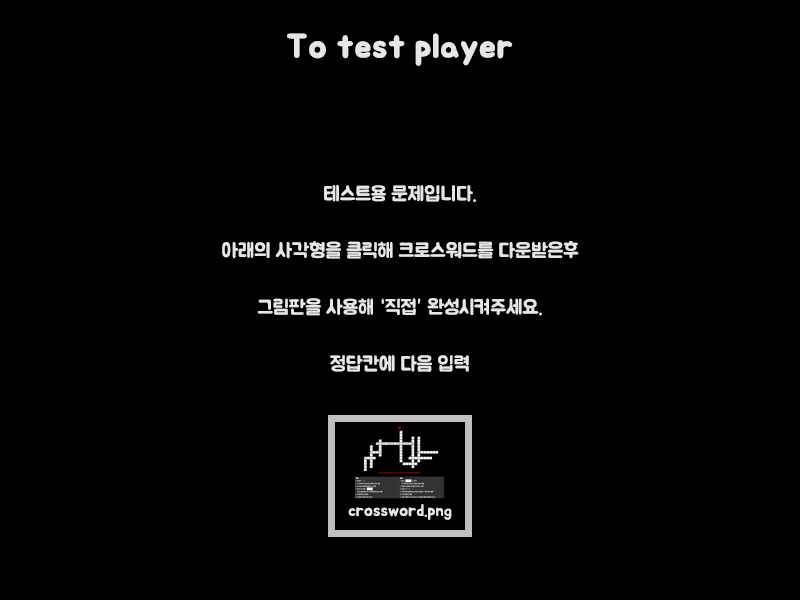 To test player
테스트용 문제입니다.
아래의 사각형을 클릭해 크로스워드를 다운받은후
그림판을 사용해 '직접' 완성시켜주세요.
정답칸에 다음 입력
crossword.png